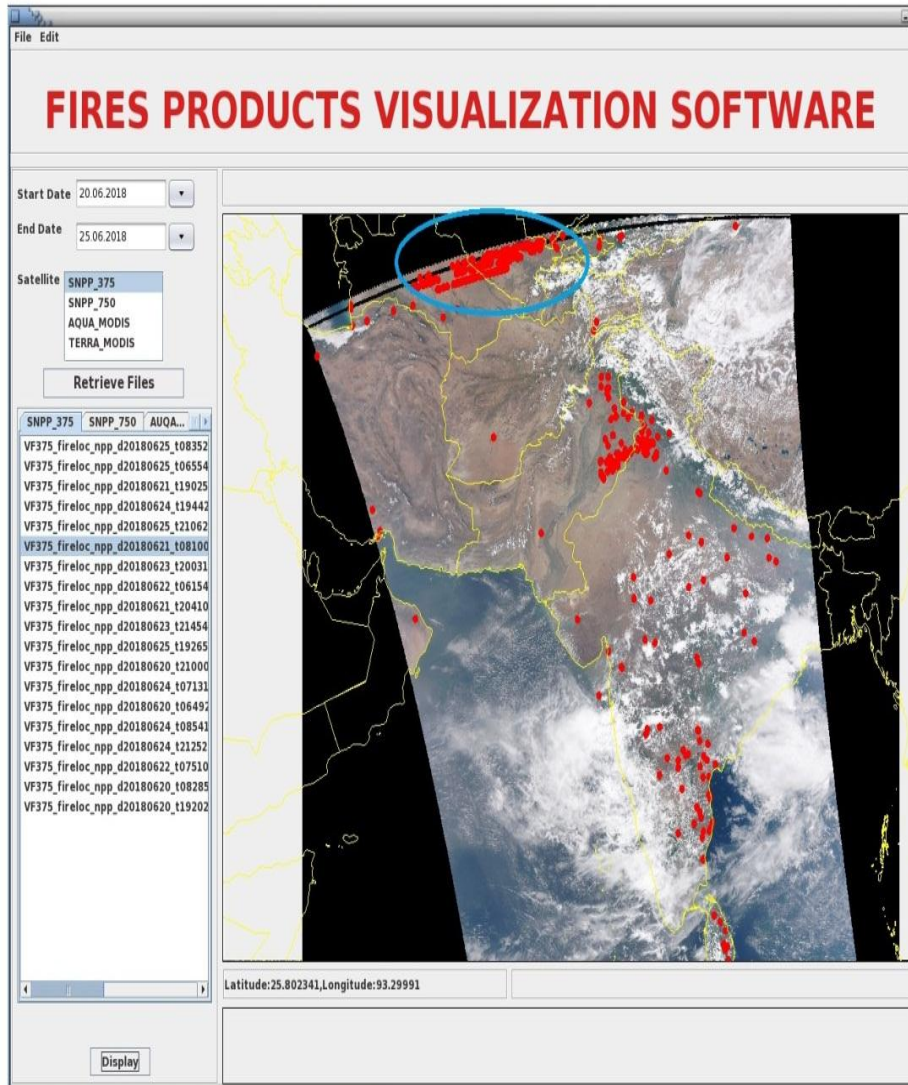 File Edit
FIRES PRODUCTS VISUALIZATION SOFTWARE
Start Date 20.06.2018
End Date 25.06.2018
Satellite SNPP_375
SNPP_750
AQUA_MODIS
TERRA_MODIS
Retrieve Files
SNPP_375 SNPP_750 AUQA...
VF375_fireloc_npp_d20180625_t08352
VF375_fireloc_npp_d20180625_t06554
VF375_fireloc_npp_d20180621_t19025
VF375_fireloc_npp_d20180624_t19442
VF375_fireloc_npp_d20180625_t21062
VF375_fireloc_npp_d20180621_t08100
VF375_fireloc_npp_d20180623_t20031
VF375_fireloc_npp_d20180622_t06154
VF375_fireloc_npp_d20180621_t20410
VF375_fireloc_npp_d20180623_t21454
VF375_fireloc_npp_d20180625_t19265
VF375_fireloc_npp_d20180620_t21000
VF375_fireloc_npp_d20180624_t07131
VF375_fireloc_npp_d20180620_t06492
VF375_fireloc_npp_d20180624_t08541
VF375_fireloc_npp_d20180624_t21252
VF375_fireloc_npp_d20180622_t07510
VF375_fireloc_npp_d20180620_t08285
VF375_fireloc_npp_d20180620_t19202
Latitude:25.802341,Longitude:93.29991
Display